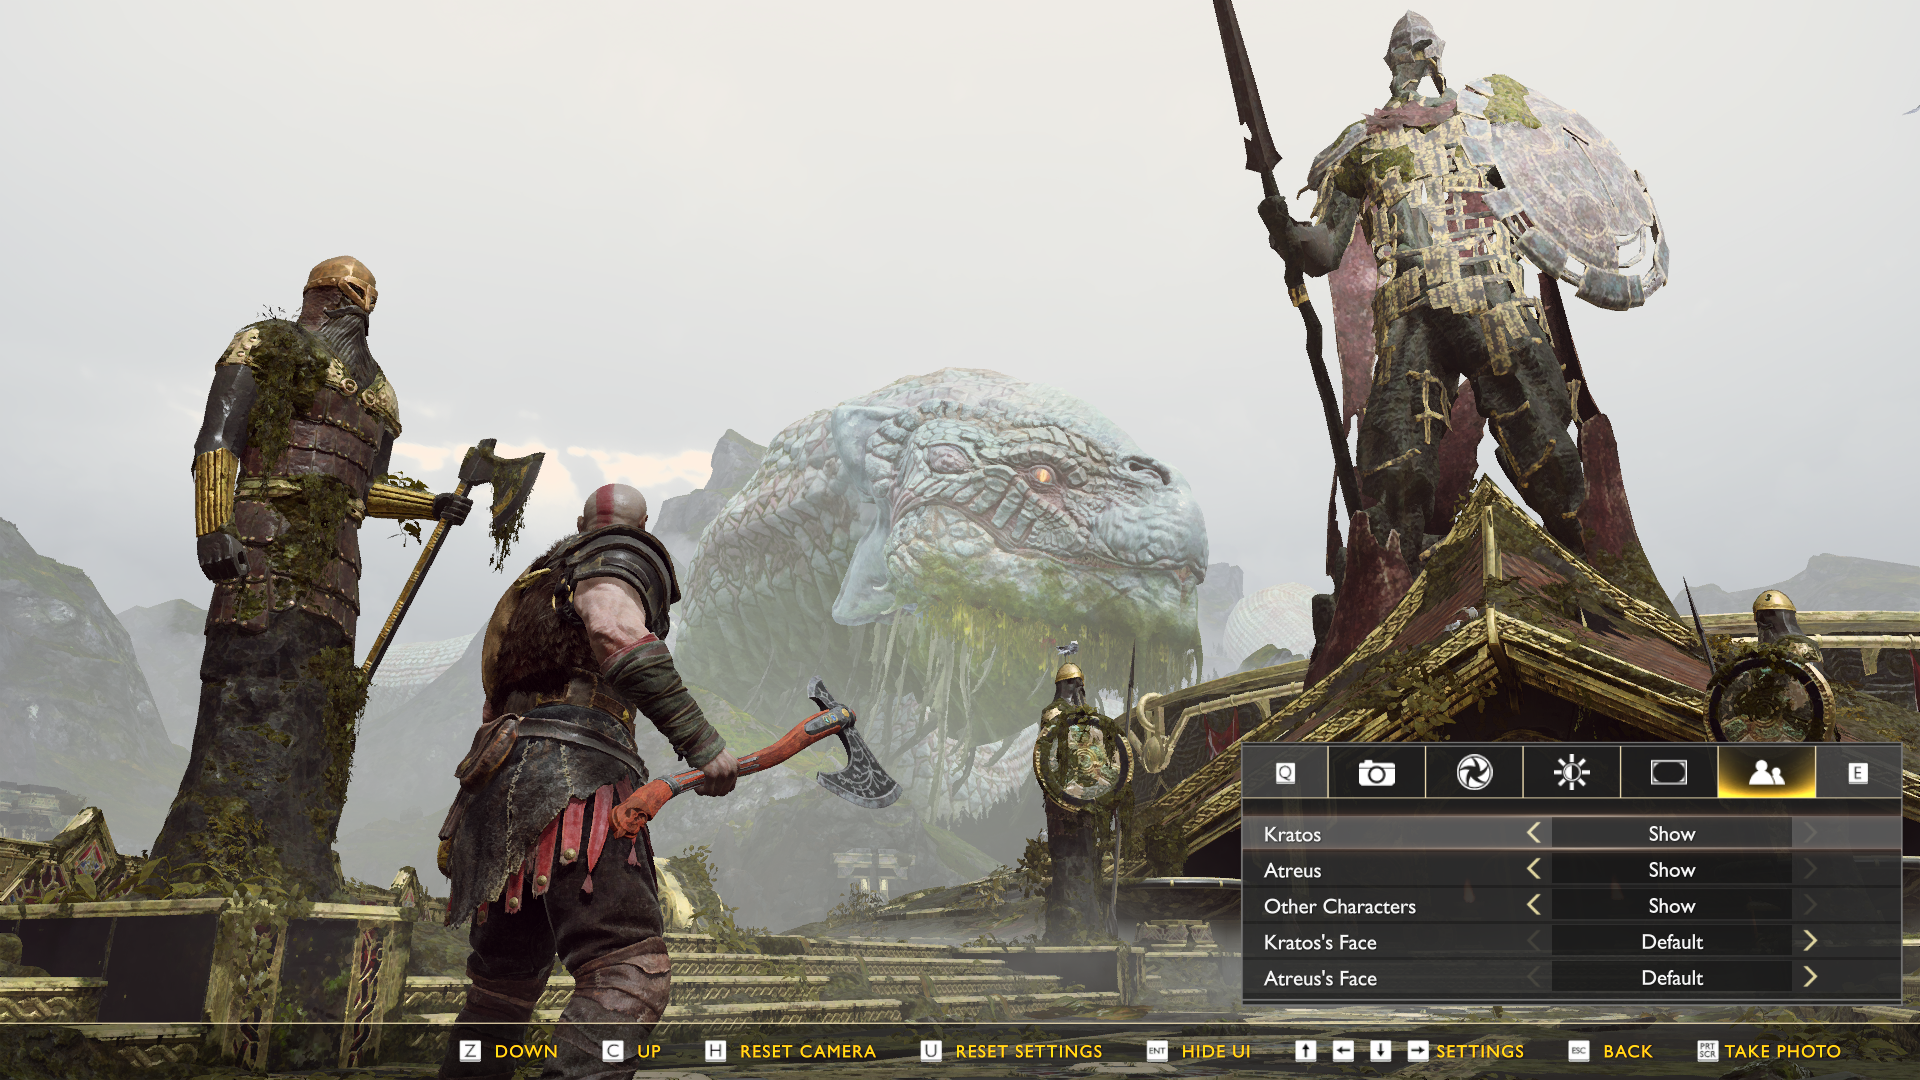 Q E
Kratos Show
Atreus Show
Other Characters Show
Kratos's Face Default
Atreus's Face Default
Z DOWN C UP H RESET CAMERA U RESET SETTINGS ENT HIDE UI SETTINGS ESC BACK PRT SCR TAKE PHOTO